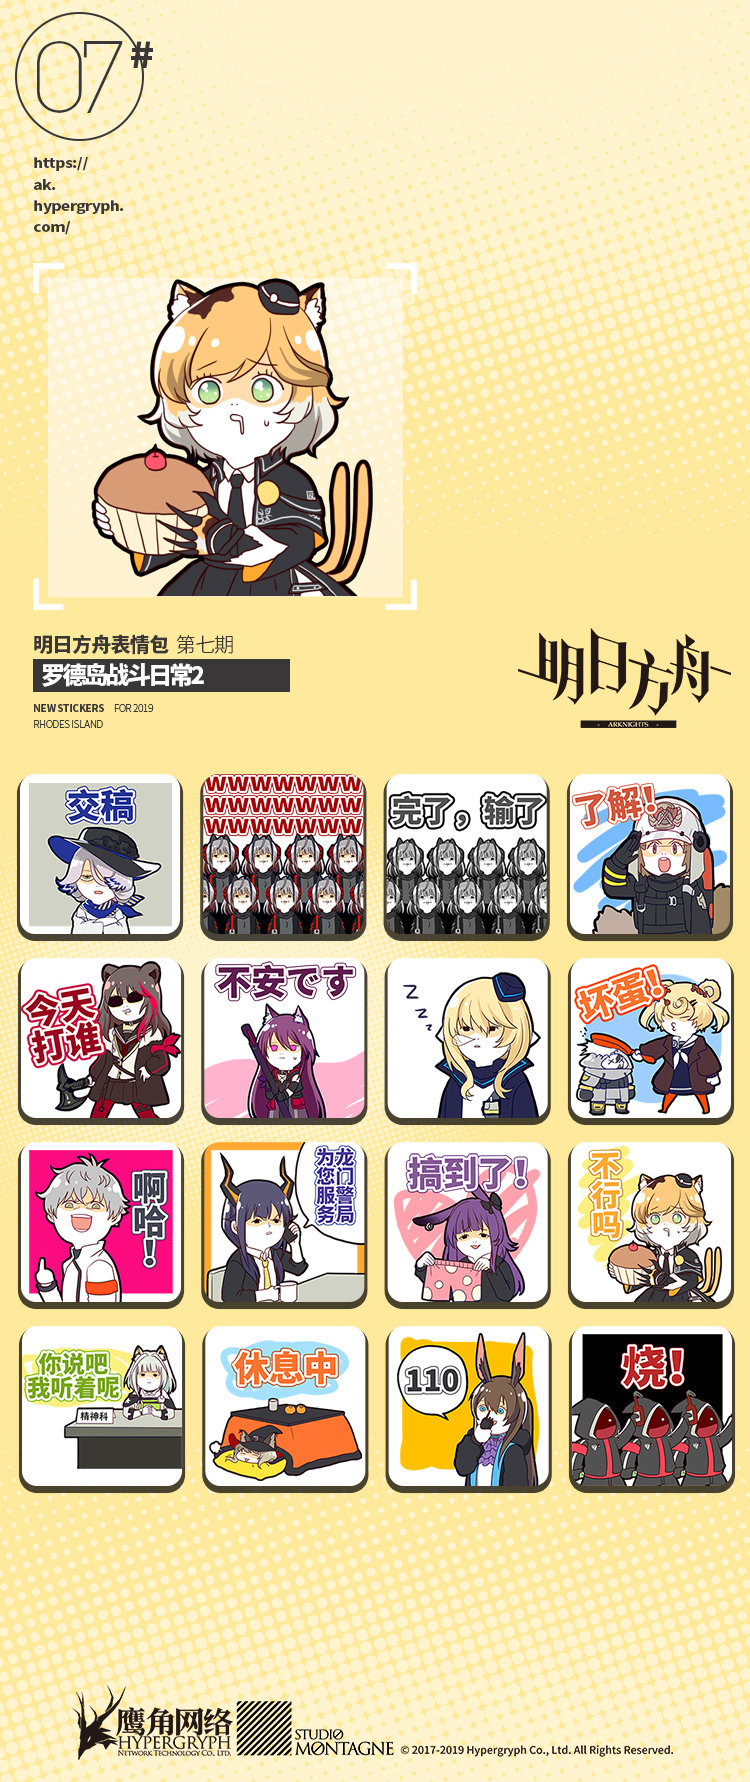 07#
https://
ak.
hypergryph.
com/
明日方舟表情包 第七期
罗德岛战斗日常2
NEW STICKERS FOR 2019
RHODES ISLAND
明日方舟
- ARKNIGHTS -
交稿
WWWWWWWWW
WWWWWWWWW
WWWWWWWWW
完了，输了
了解！
今天
打谁
不安です
Z
Z
Z
Z
坏蛋！
啊哈！
龙门警局
为您服务
搞到了！
不行吗
你说吧
我听着呢
精神科
休息中
110
烧！
鹰角网络
HYPERGRYPH
NETWORK TECHNOLOGY CO., LTD.
STUDIO
MØNTAGNE
© 2017-2019 Hypergryph Co., Ltd. All Rights Reserved.